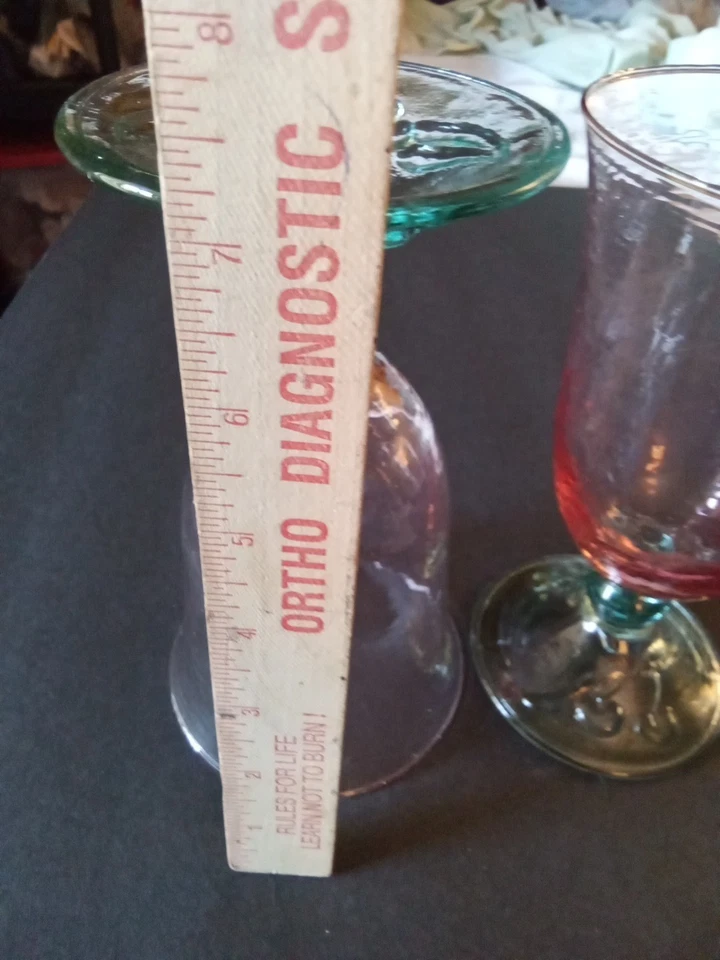 ORTHO DIAGNOSTIC S
RULES FOR LIFE
LEARN NOT TO BURN!
1 2 3 4 5 6 7 8